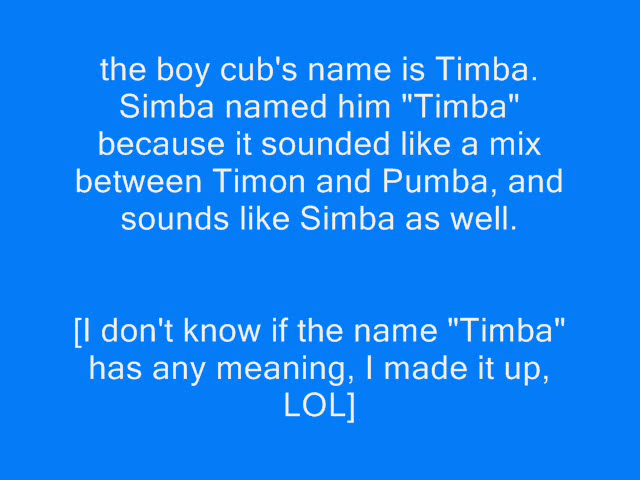 the boy cub's name is Timba.
Simba named him "Timba"
because it sounded like a mix
between Timon and Pumba, and
sounds like Simba as well.
[I don't know if the name "Timba"
has any meaning, I made it up,
LOL]